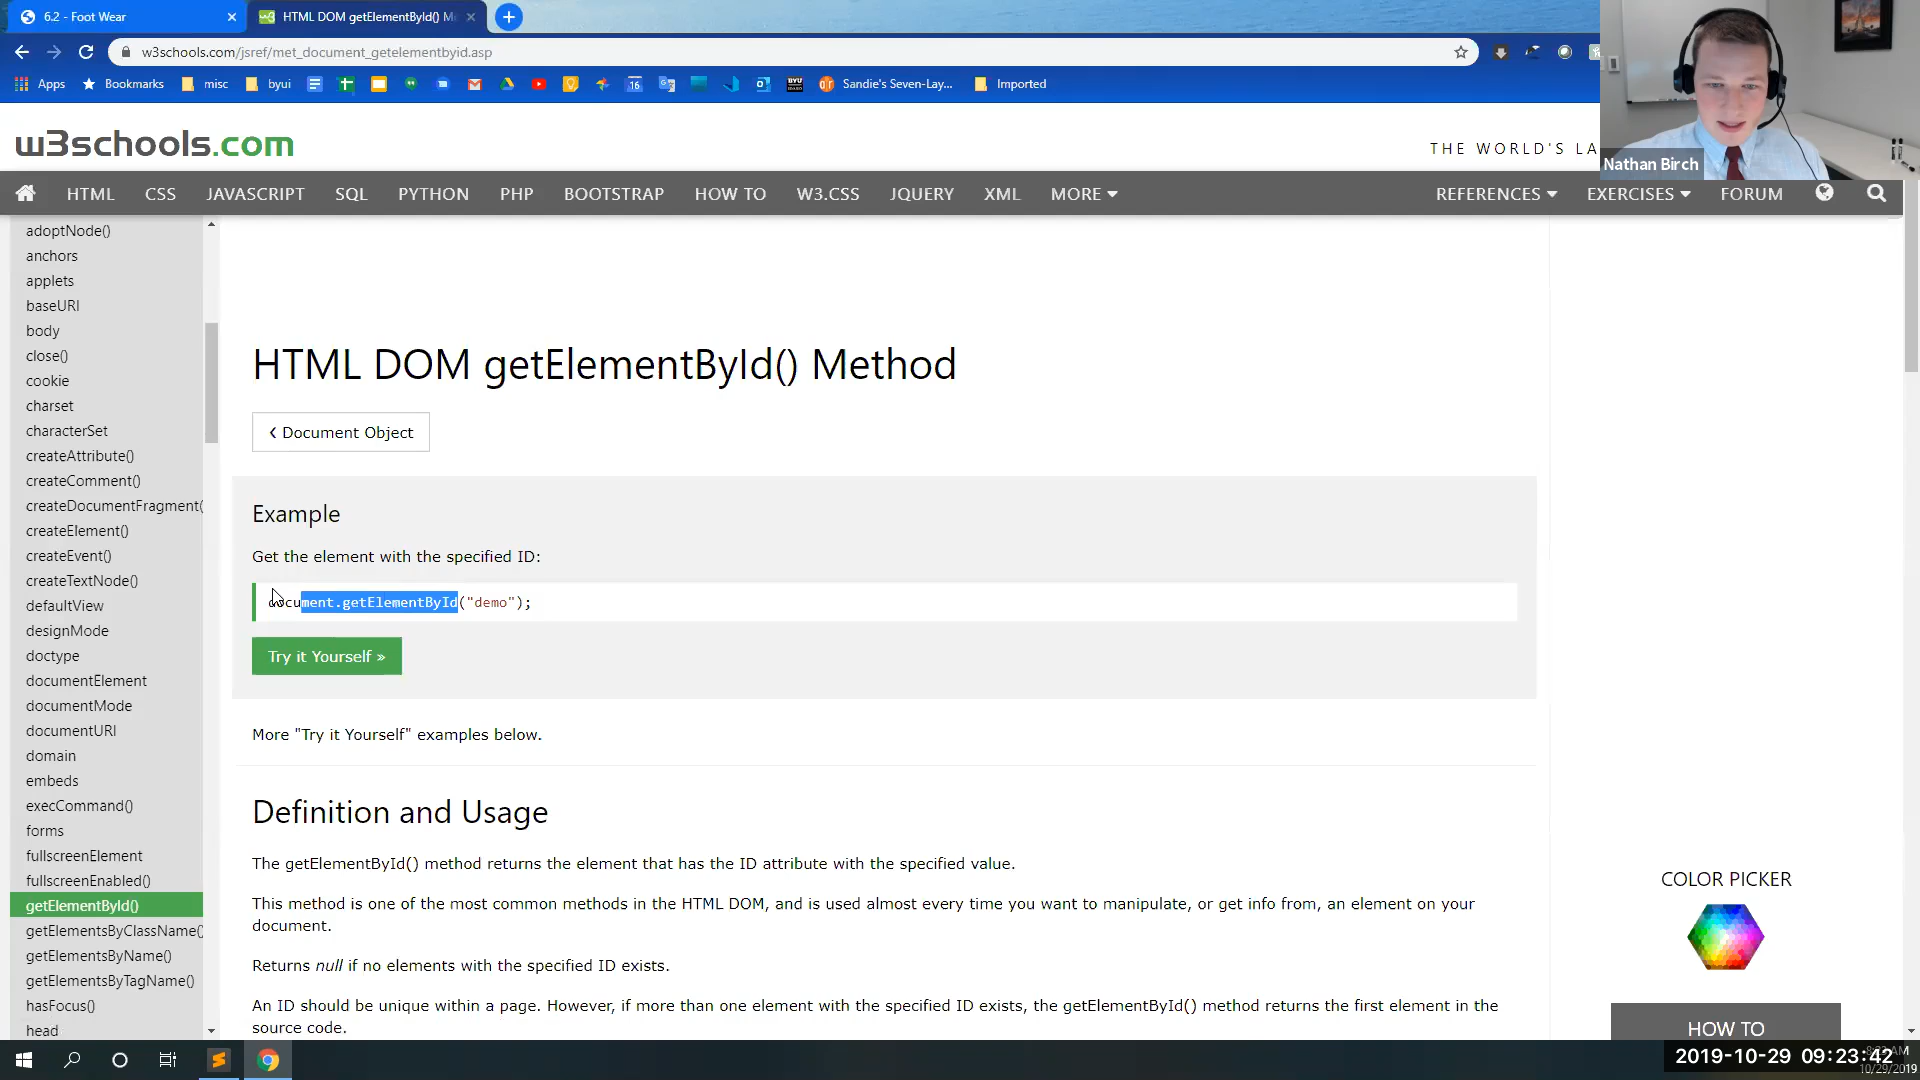 6.2 - Foot Wear
HTML DOM getElementById() M
w3schools.com/jsref/met_document_getelementbyid.asp
Apps
Bookmarks
misc
byui
16
BYU
Sandie's Seven-Lay...
Imported
Nathan Birch
w3schools.com
THE WORLD'S LA
HTML
CSS
JAVASCRIPT
SQL
PYTHON
PHP
BOOTSTRAP
HOW TO
W3.CSS
JQUERY
XML
MORE
REFERENCES
EXERCISES
FORUM
adoptNode()
anchors
applets
baseURI
body
close()
cookie
charset
characterSet
createAttribute()
createComment()
createDocumentFragment(
createElement()
createEvent()
createTextNode()
defaultView
designMode
doctype
documentElement
documentMode
documentURI
domain
embeds
execCommand()
forms
fullscreenElement
fullscreenEnabled()
getElementById()
getElementsByClassName()
getElementsByName()
getElementsByTagName()
hasFocus()
head
HTML DOM getElementById() Method
❮ Document Object
Example
Get the element with the specified ID:
document.getElementById("demo");
Try it Yourself »
More "Try it Yourself" examples below.
Definition and Usage
The getElementById() method returns the element that has the ID attribute with the specified value.
This method is one of the most common methods in the HTML DOM, and is used almost every time you want to manipulate, or get info from, an element on your
document.
Returns null if no elements with the specified ID exists.
An ID should be unique within a page. However, if more than one element with the specified ID exists, the getElementById() method returns the first element in the
source code.
COLOR PICKER
HOW TO
2019-10-29 09:23:42
10/29/2019